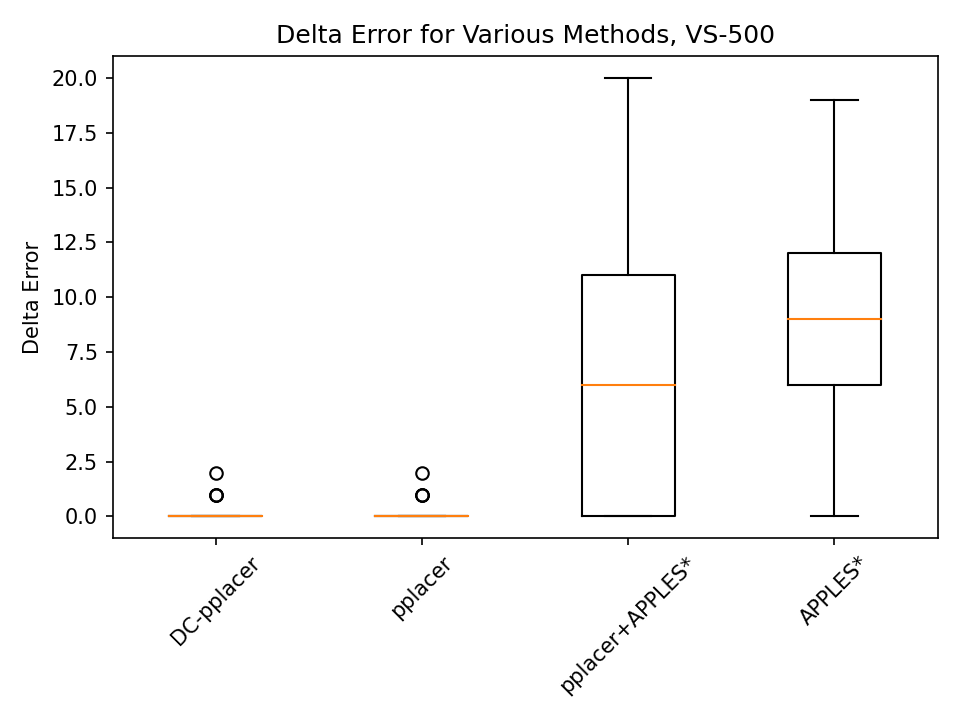 Delta Error for Various Methods, VS-500
Delta Error
20.0
17.5
15.0
12.5
10.0
7.5
5.0
2.5
0.0
DC-pplacer
pplacer
pplacer+APPLES*
APPLES*